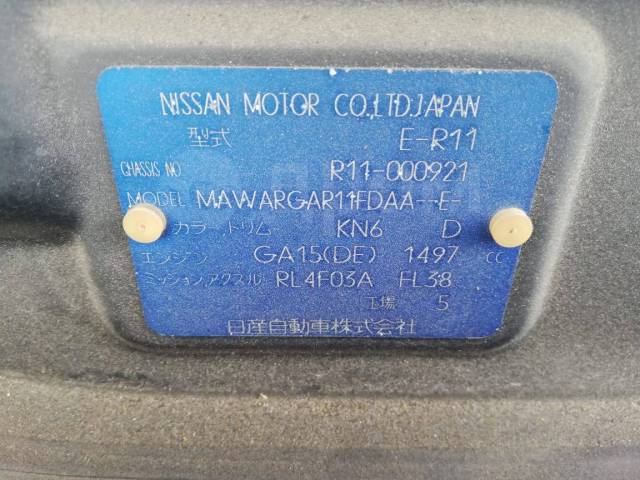 NISSAN MOTOR CO.,LTD.JAPAN
型式 E-R11
CHASSIS NO R11-000921
MODEL MAWARGAR11FDAA--E-
カラー・トリム KN6 D
エンジン GA15(DE) 1497 CC
ミッション,アクスル RL4F03A FL38
工場 5
日産自動車株式会社